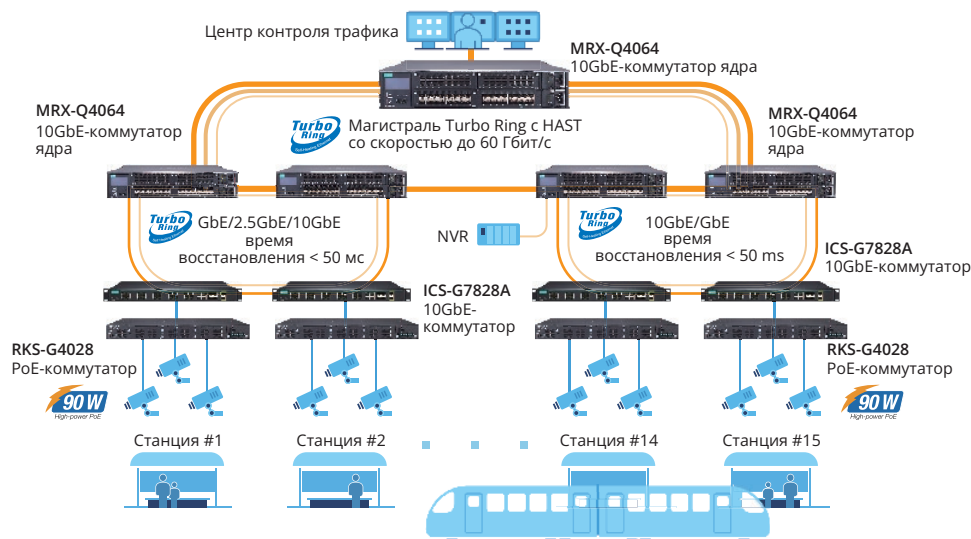 Центр контроля трафика
MRX-Q4064
10GbE-коммутатор ядра
MRX-Q4064
10GbE-коммутатор
ядра
Turbo
Ring
Магистраль Turbo Ring с HAST
со скоростью до 60 Гбит/с
MRX-Q4064
10GbE-коммутатор
ядра
Turbo
Ring
GbE/2.5GbE/10GbE
время
восстановления < 50 мс
NVR
Turbo
Ring
10GbE/GbE
время
восстановления < 50 ms
ICS-G7828A
10GbE-коммутатор
ICS-G7828A
10GbE-
коммутатор
RKS-G4028
PoE-коммутатор
90 W
High-power PoE
RKS-G4028
PoE-коммутатор
90 W
High-power PoE
Станция #1
Станция #2
Станция #14
Станция #15